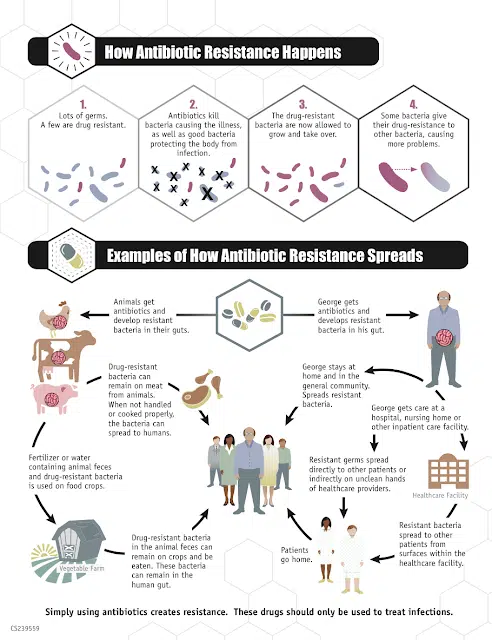 How Antibiotic Resistance Happens
1.
Lots of germs.
A few are drug resistant.
2.
Antibiotics kill
bacteria causing the illness,
as well as good bacteria
protecting the body from
infection.
3.
The drug-resistant
bacteria are now allowed to
grow and take over.
4.
Some bacteria give
their drug-resistance to
other bacteria, causing
more problems.
Examples of How Antibiotic Resistance Spreads
Animals get
antibiotics and
develop resistant
bacteria in their guts.
George gets
antibiotics and
develops resistant
bacteria in his gut.
Drug-resistant
bacteria can
remain on meat
from animals.
When not handled
or cooked properly,
the bacteria can
spread to humans.
George stays at
home and in the
general community.
Spreads resistant
bacteria.
George gets care at a
hospital, nursing home or
other inpatient care facility.
Fertilizer or water
containing animal feces
and drug-resistant bacteria
is used on food crops.
Resistant germs spread
directly to other patients or
indirectly on unclean hands
of healthcare providers.
Healthcare Facility
Vegetable Farm
Drug-resistant bacteria
in the animal feces can
remain on crops and be
eaten. These bacteria
can remain in the
human gut.
Patients
go home.
Resistant bacteria
spread to other
patients from
surfaces within the
healthcare facility.
Simply using antibiotics creates resistance. These drugs should only be used to treat infections.
CS239559